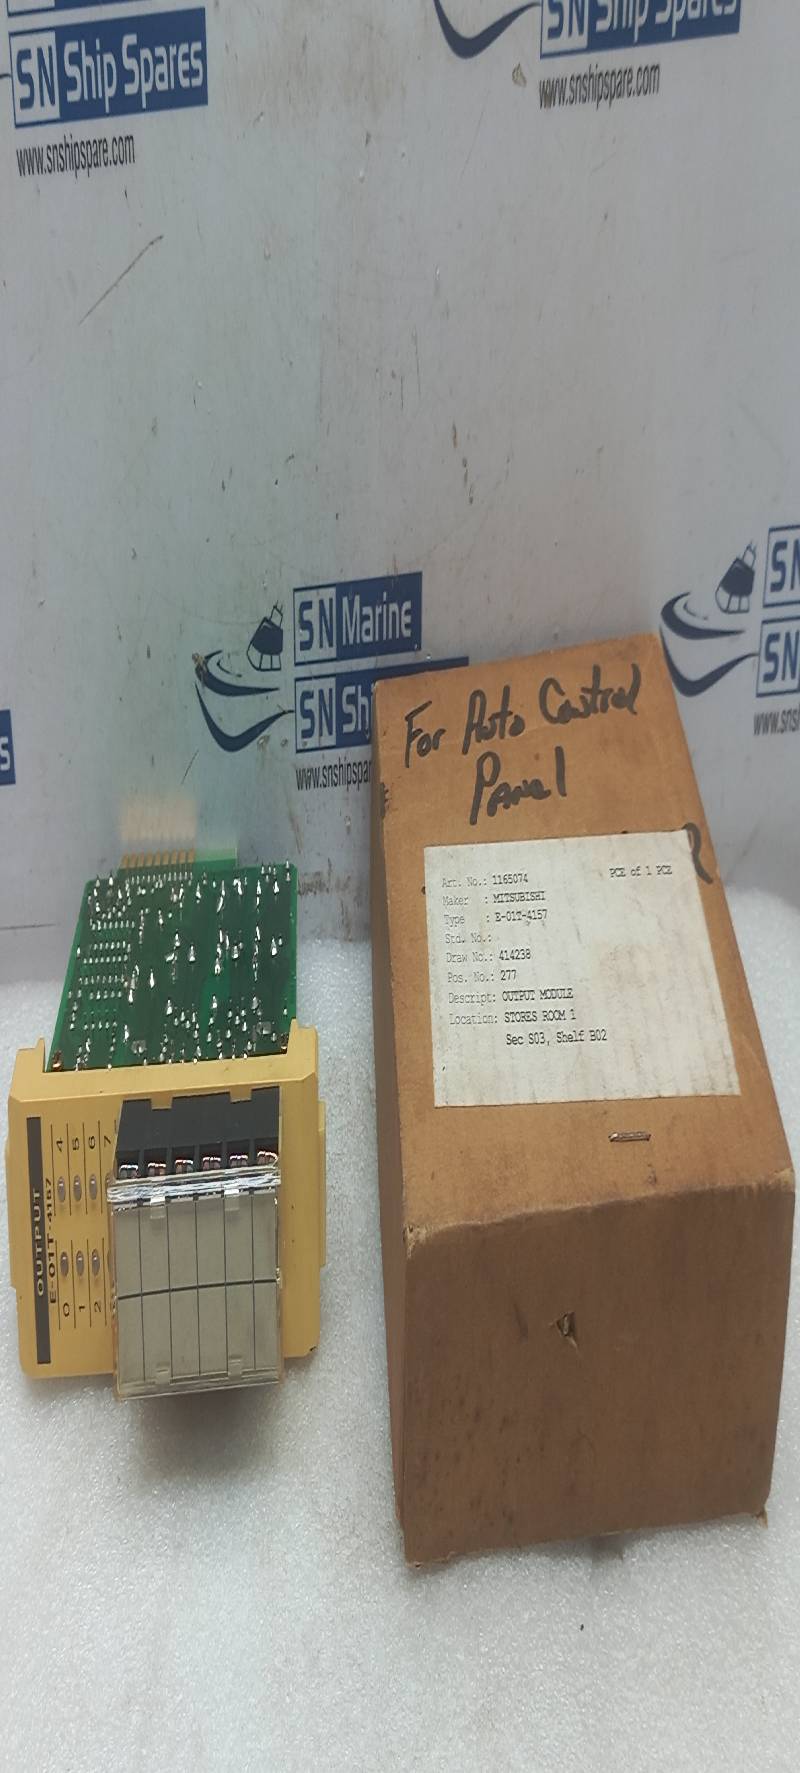 SN Ship Spares
www.snshipspare.com
SN Ship Spares
www.snshipspare.com
SN
SN Marine
SN
www.snshipspa
SN
www.sns
s
For Auto Control
Panel
Art. No.: 1165074 PCE of 1 PCE
Maker : MITSUBISHI
Type : E-01T-4157
Std. No.:
Draw No.: 414238
Pos. No.: 277
Descript: OUTPUT MODULE
Location: STORES ROOM 1
Sec S03, Shelf B02
OUTPUT
E-01T-4157
0 4
1 5
2 6
7